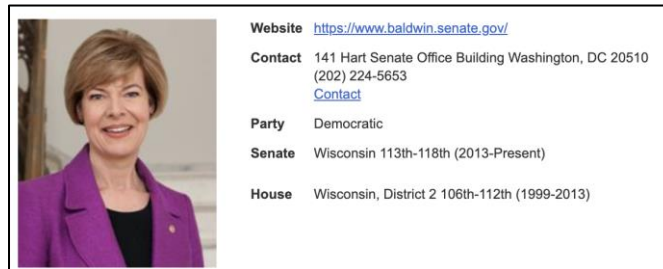 Website https://www.baldwin.senate.gov/
Contact 141 Hart Senate Office Building Washington, DC 20510
(202) 224-5653
Contact
Party Democratic
Senate Wisconsin 113th-118th (2013-Present)
House Wisconsin, District 2 106th-112th (1999-2013)